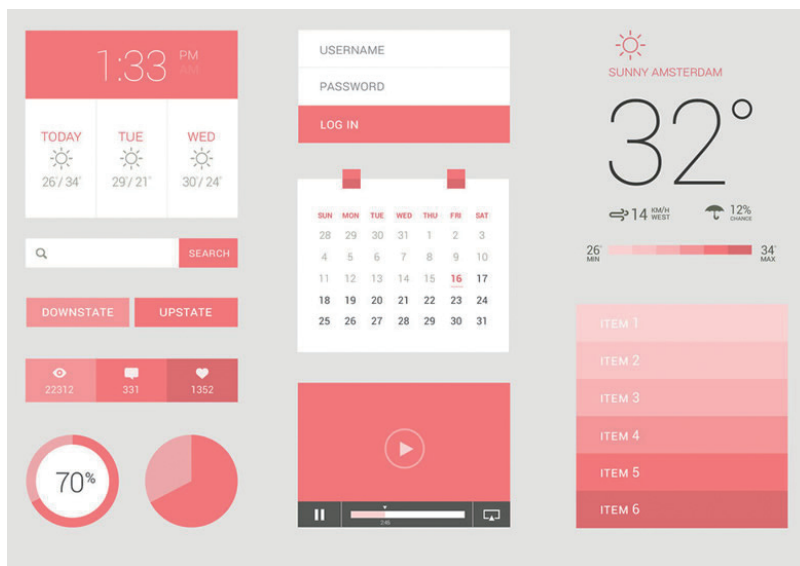 1:33 PM
AM
TODAY TUE WED
26°/ 34° 29°/ 21° 30°/ 24°
SEARCH
DOWNSTATE UPSTATE
22312 331 1352
70%
USERNAME
PASSWORD
LOG IN
SUN MON TUE WED THU FRI SAT
28 29 30 31 1 2 3
4 5 6 7 8 9 10
11 12 13 14 15 16 17
18 19 20 21 22 23 24
25 26 27 28 29 30 31
2:46
SUNNY AMSTERDAM
32°
14 KM/H WEST 12% CHANCE
26° MIN 34° MAX
ITEM 1
ITEM 2
ITEM 3
ITEM 4
ITEM 5
ITEM 6